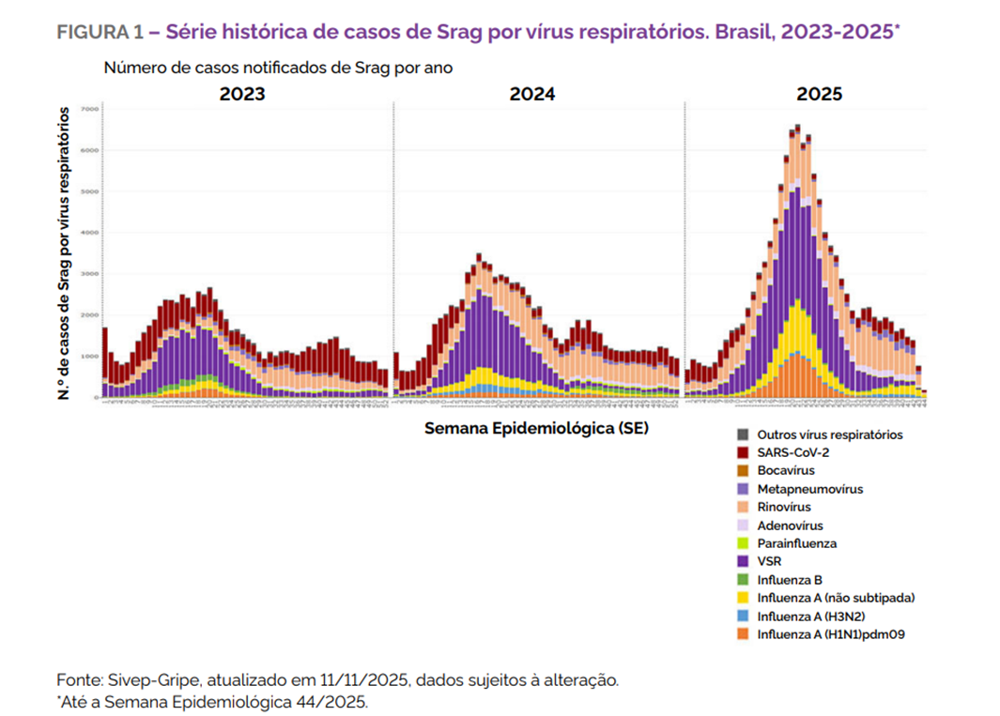 FIGURA 1 – Série histórica de casos de Srag por vírus respiratórios. Brasil, 2023-2025*
Número de casos notificados de Srag por ano
2023 2024 2025
N.º de casos de Srag por vírus respiratórios
7000
6000
5000
4000
3000
2000
1000
0
Semana Epidemiológica (SE)
Outros vírus respiratórios
SARS-CoV-2
Bocavírus
Metapneumovírus
Rinovírus
Adenovírus
Parainfluenza
VSR
Influenza B
Influenza A (não subtipada)
Influenza A (H3N2)
Influenza A (H1N1)pdm09
Fonte: Sivep-Gripe, atualizado em 11/11/2025, dados sujeitos à alteração.
*Até a Semana Epidemiológica 44/2025.